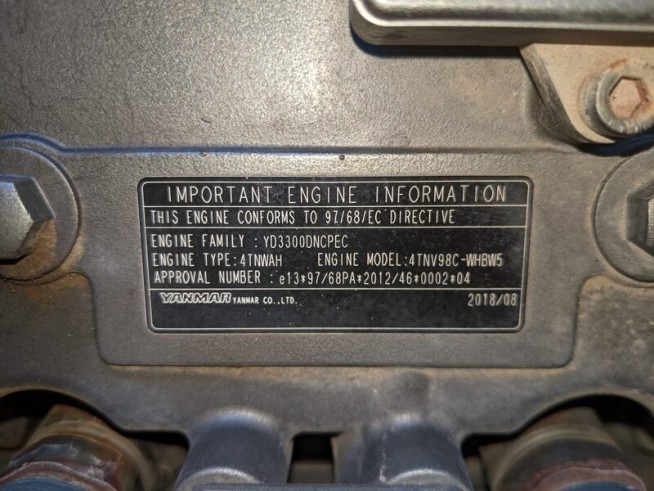 IMPORTANT ENGINE INFORMATION
THIS ENGINE CONFORMS TO 97/68/EC DIRECTIVE
ENGINE FAMILY : YD3300DNCPEC
ENGINE TYPE: 4TNWAH ENGINE MODEL:4TNV98C-WHBW5
APPROVAL NUMBER : e13*97/68PA*2012/46*0002*04
YANMAR YANMAR CO.,LTD. 2018/08